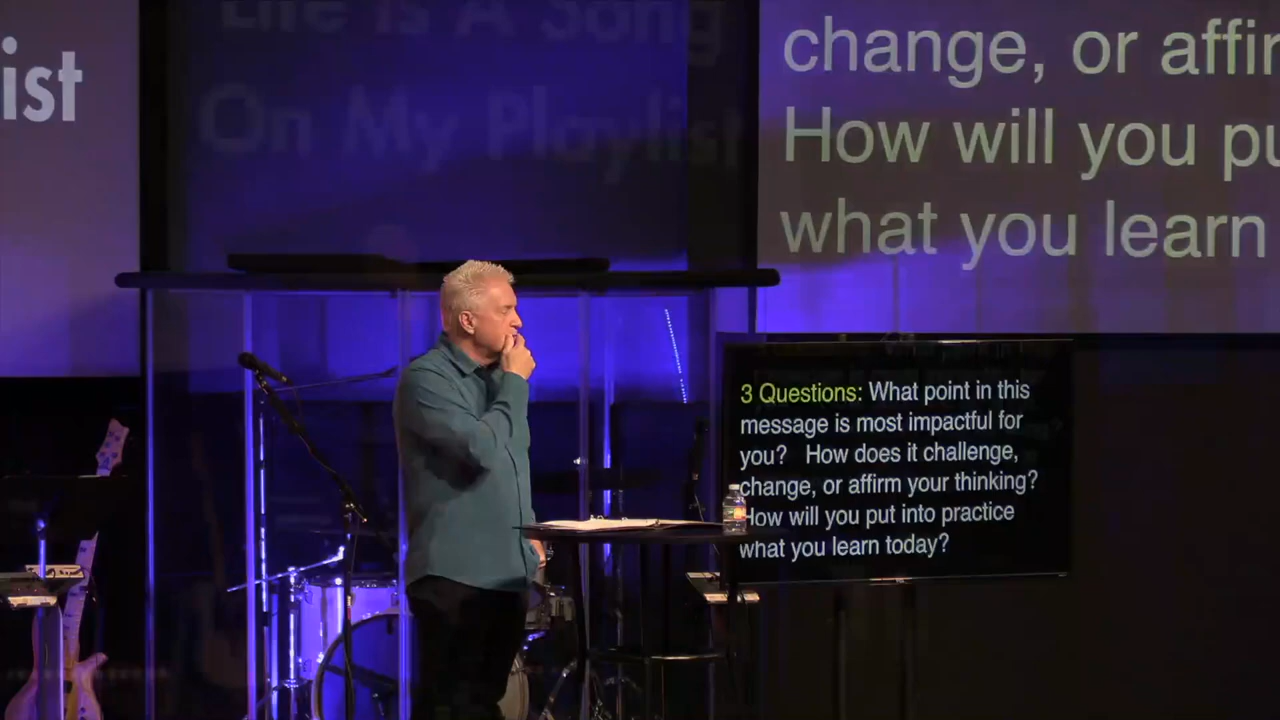 ist
Life Is A Song
On My Playlist
change, or affir
How will you pu
what you learn
3 Questions: What point in this
message is most impactful for
you? How does it challenge,
change, or affirm your thinking?
How will you put into practice
what you learn today?